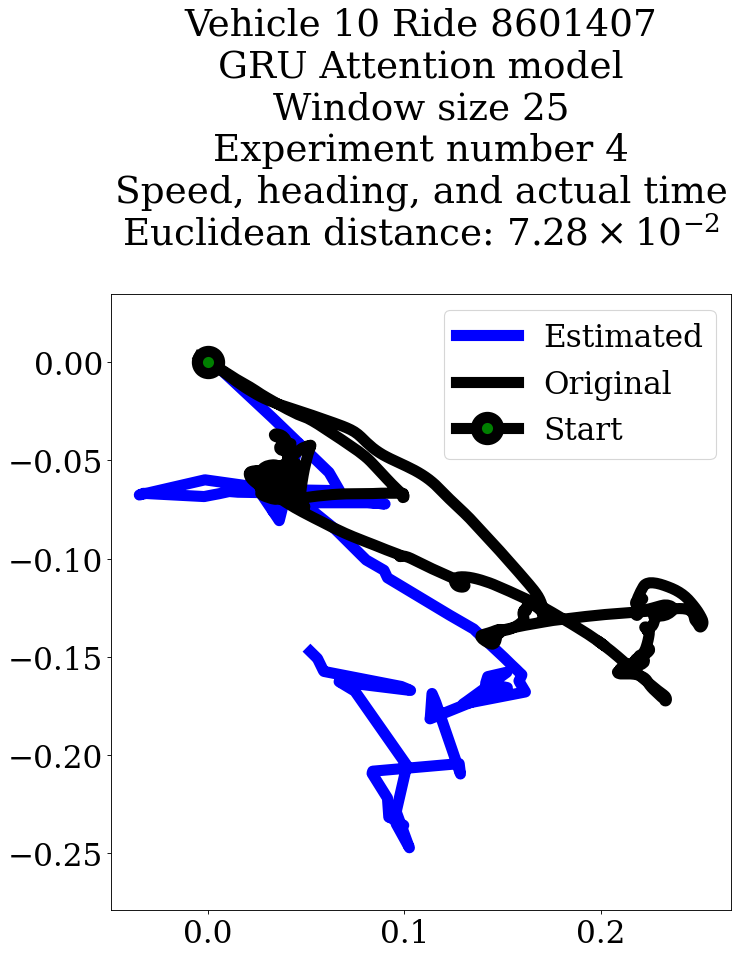 Vehicle 10 Ride 8601407
GRU Attention model
Window size 25
Experiment number 4
Speed, heading, and actual time
Euclidean distance: 7.28 × 10⁻²
Estimated
Original
Start
0.00
−0.05
−0.10
−0.15
−0.20
−0.25
0.0 0.1 0.2